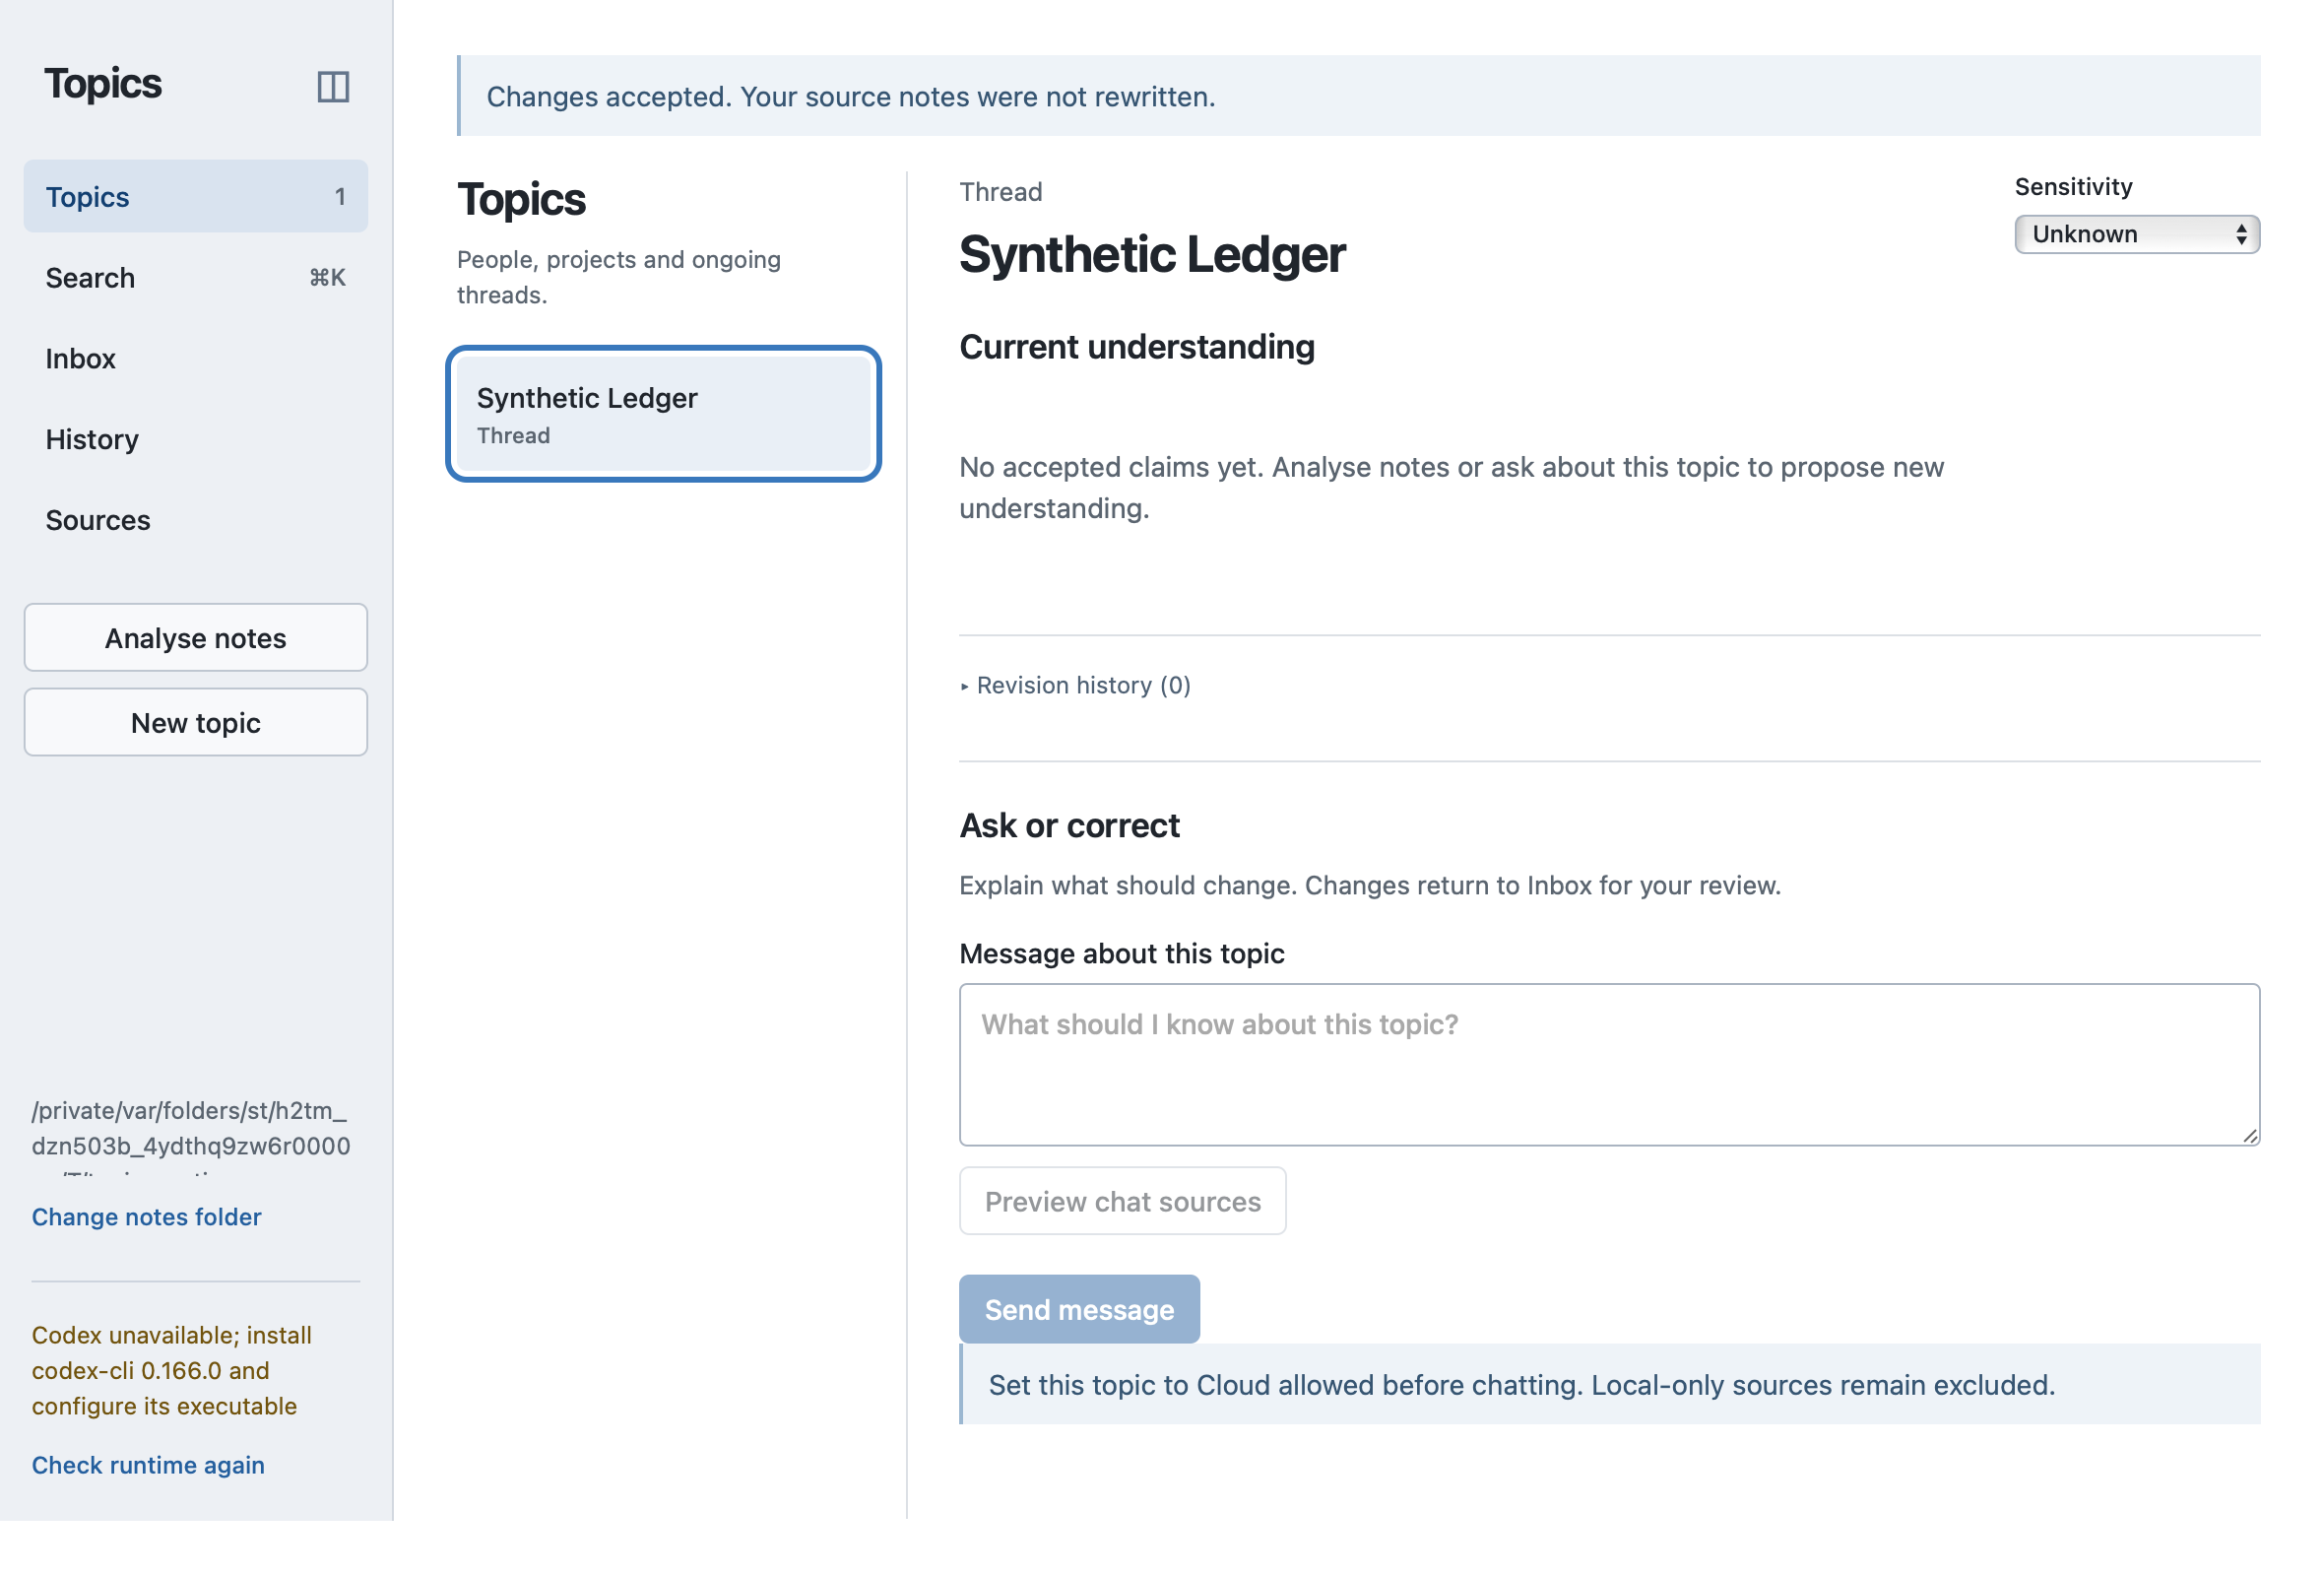 Topics
Topics 1
Search ⌘K
Inbox
History
Sources
Analyse notes
New topic
/private/var/folders/st/h2tm_
dzn503b_4ydthq9zw6r0000
Change notes folder
Codex unavailable; install
codex-cli 0.166.0 and
configure its executable
Check runtime again
Changes accepted. Your source notes were not rewritten.
Topics
People, projects and ongoing
threads.
Synthetic Ledger
Thread
Thread
Synthetic Ledger
Sensitivity
Unknown
Current understanding
No accepted claims yet. Analyse notes or ask about this topic to propose new
understanding.
▸ Revision history (0)
Ask or correct
Explain what should change. Changes return to Inbox for your review.
Message about this topic
What should I know about this topic?
Preview chat sources
Send message
Set this topic to Cloud allowed before chatting. Local-only sources remain excluded.